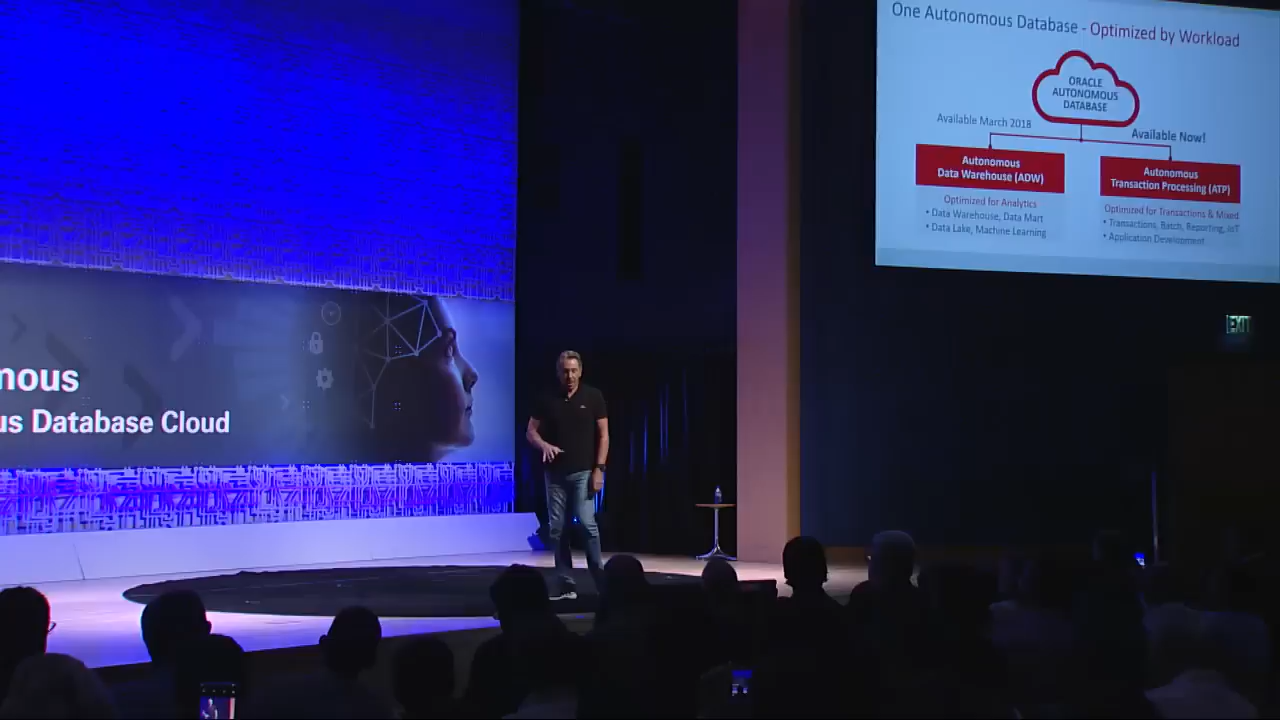 One Autonomous Database - Optimized by Workload
ORACLE
AUTONOMOUS
DATABASE
Available March 2018
Available Now!
Autonomous
Data Warehouse (ADW)
Optimized for Analytics
• Data Warehouse, Data Mart
• Data Lake, Machine Learning
Autonomous
Transaction Processing (ATP)
Optimized for Transactions & Mixed
• Transactions, Batch, Reporting, IoT
• Application Development
EXIT
mous
us Database Cloud